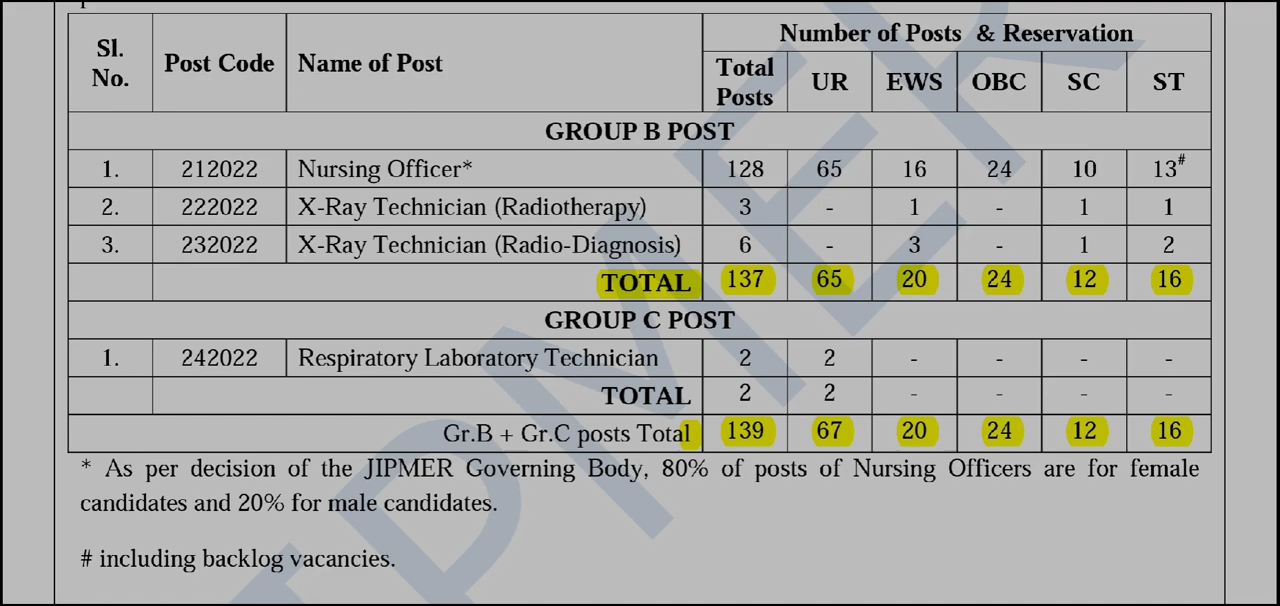 Sl. No. | Post Code | Name of Post | Number of Posts & Reservation
Total Posts | UR | EWS | OBC | SC | ST
GROUP B POST
1. | 212022 | Nursing Officer* | 128 | 65 | 16 | 24 | 10 | 13#
2. | 222022 | X-Ray Technician (Radiotherapy) | 3 | - | 1 | - | 1 | 1
3. | 232022 | X-Ray Technician (Radio-Diagnosis) | 6 | - | 3 | - | 1 | 2
TOTAL | 137 | 65 | 20 | 24 | 12 | 16
GROUP C POST
1. | 242022 | Respiratory Laboratory Technician | 2 | 2 | - | - | - | -
TOTAL | 2 | 2 | - | - | - | -
Gr.B + Gr.C posts Total | 139 | 67 | 20 | 24 | 12 | 16
* As per decision of the JIPMER Governing Body, 80% of posts of Nursing Officers are for female
candidates and 20% for male candidates.
# including backlog vacancies.